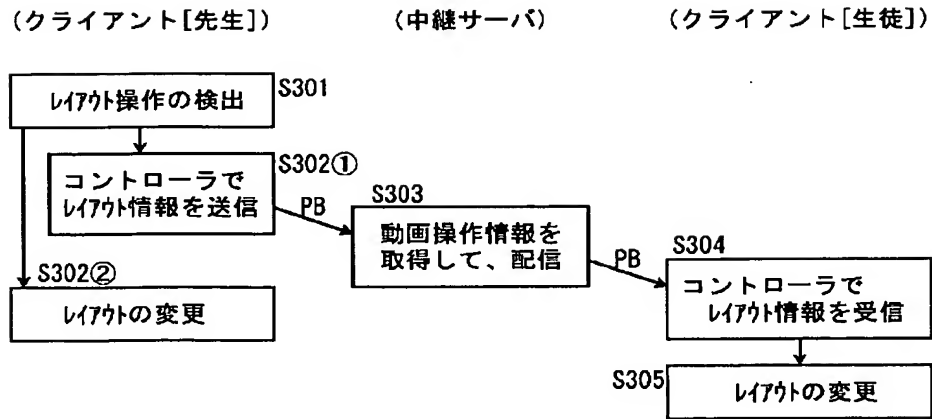 (クライアント[先生])
(中継サーバ)
(クライアント[生徒])
レイアウト操作の検出
S301
S302①
コントローラで
レイアウト情報を送信
PB
S303
動画操作情報を
取得して、配信
PB
S304
コントローラで
レイアウト情報を受信
S302②
レイアウトの変更
S305
レイアウトの変更